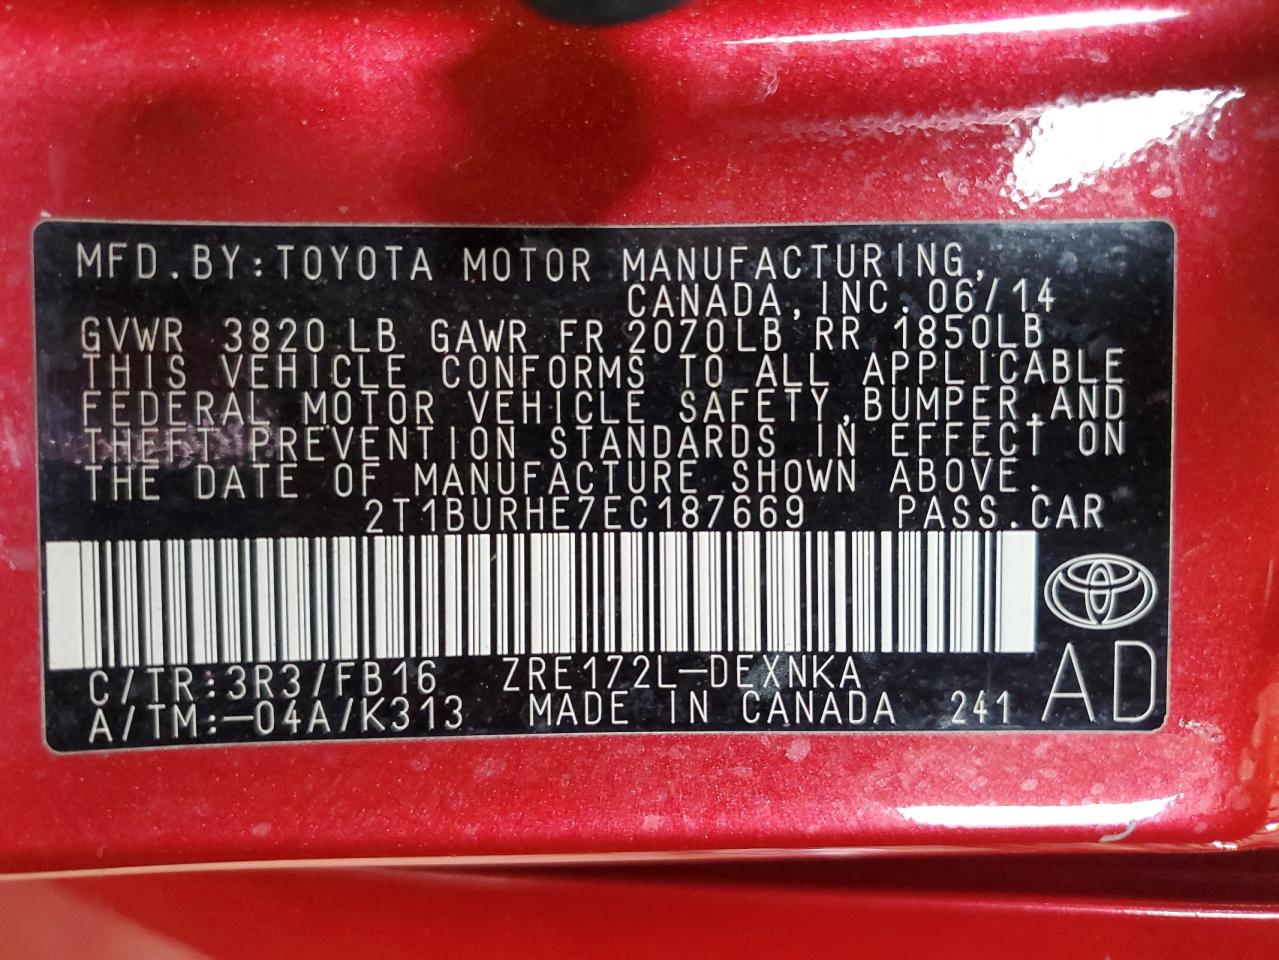 MFD.BY:TOYOTA MOTOR MANUFACTURING,
CANADA, INC. 06/14
GVWR 3820 LB GAWR FR 2070LB RR 1850LB
THIS VEHICLE CONFORMS TO ALL APPLICABLE
FEDERAL MOTOR VEHICLE SAFETY,BUMPER,AND
THEFT PREVENTION STANDARDS IN EFFECT ON
THE DATE OF MANUFACTURE SHOWN ABOVE.
2T1BURHE7EC187669 PASS.CAR
C/TR:3R3/FB16 ZRE172L-DEXNKA
A/TM:-04A/K313 MADE IN CANADA 241 AD